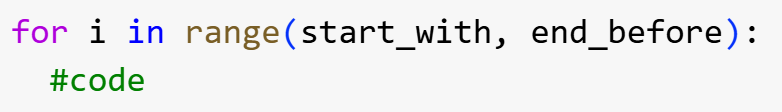 for i in range(start_with, end_before):
  #code